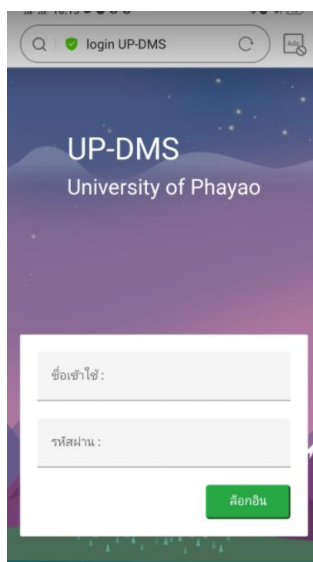 login UP-DMS
Ads
UP-DMS
University of Phayao
ชื่อเข้าใช้ :
รหัสผ่าน :
ล็อกอิน